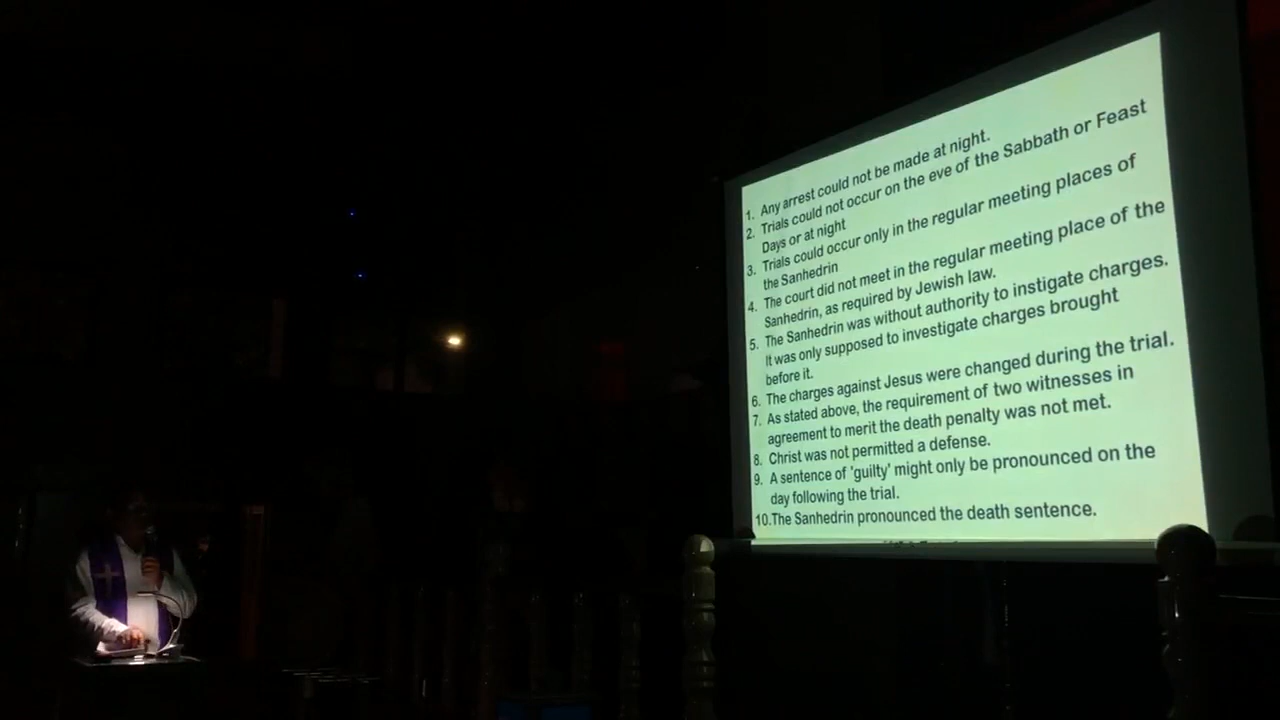 1. Any arrest could not be made at night.
2. Trials could not occur on the eve of the Sabbath or Feast
Days or at night
3. Trials could occur only in the regular meeting places of
the Sanhedrin
4. The court did not meet in the regular meeting place of the
Sanhedrin, as required by Jewish law.
5. The Sanhedrin was without authority to instigate charges.
It was only supposed to investigate charges brought
before it.
6. The charges against Jesus were changed during the trial.
7. As stated above, the requirement of two witnesses in
agreement to merit the death penalty was not met.
8. Christ was not permitted a defense.
9. A sentence of 'guilty' might only be pronounced on the
day following the trial.
10.The Sanhedrin pronounced the death sentence.